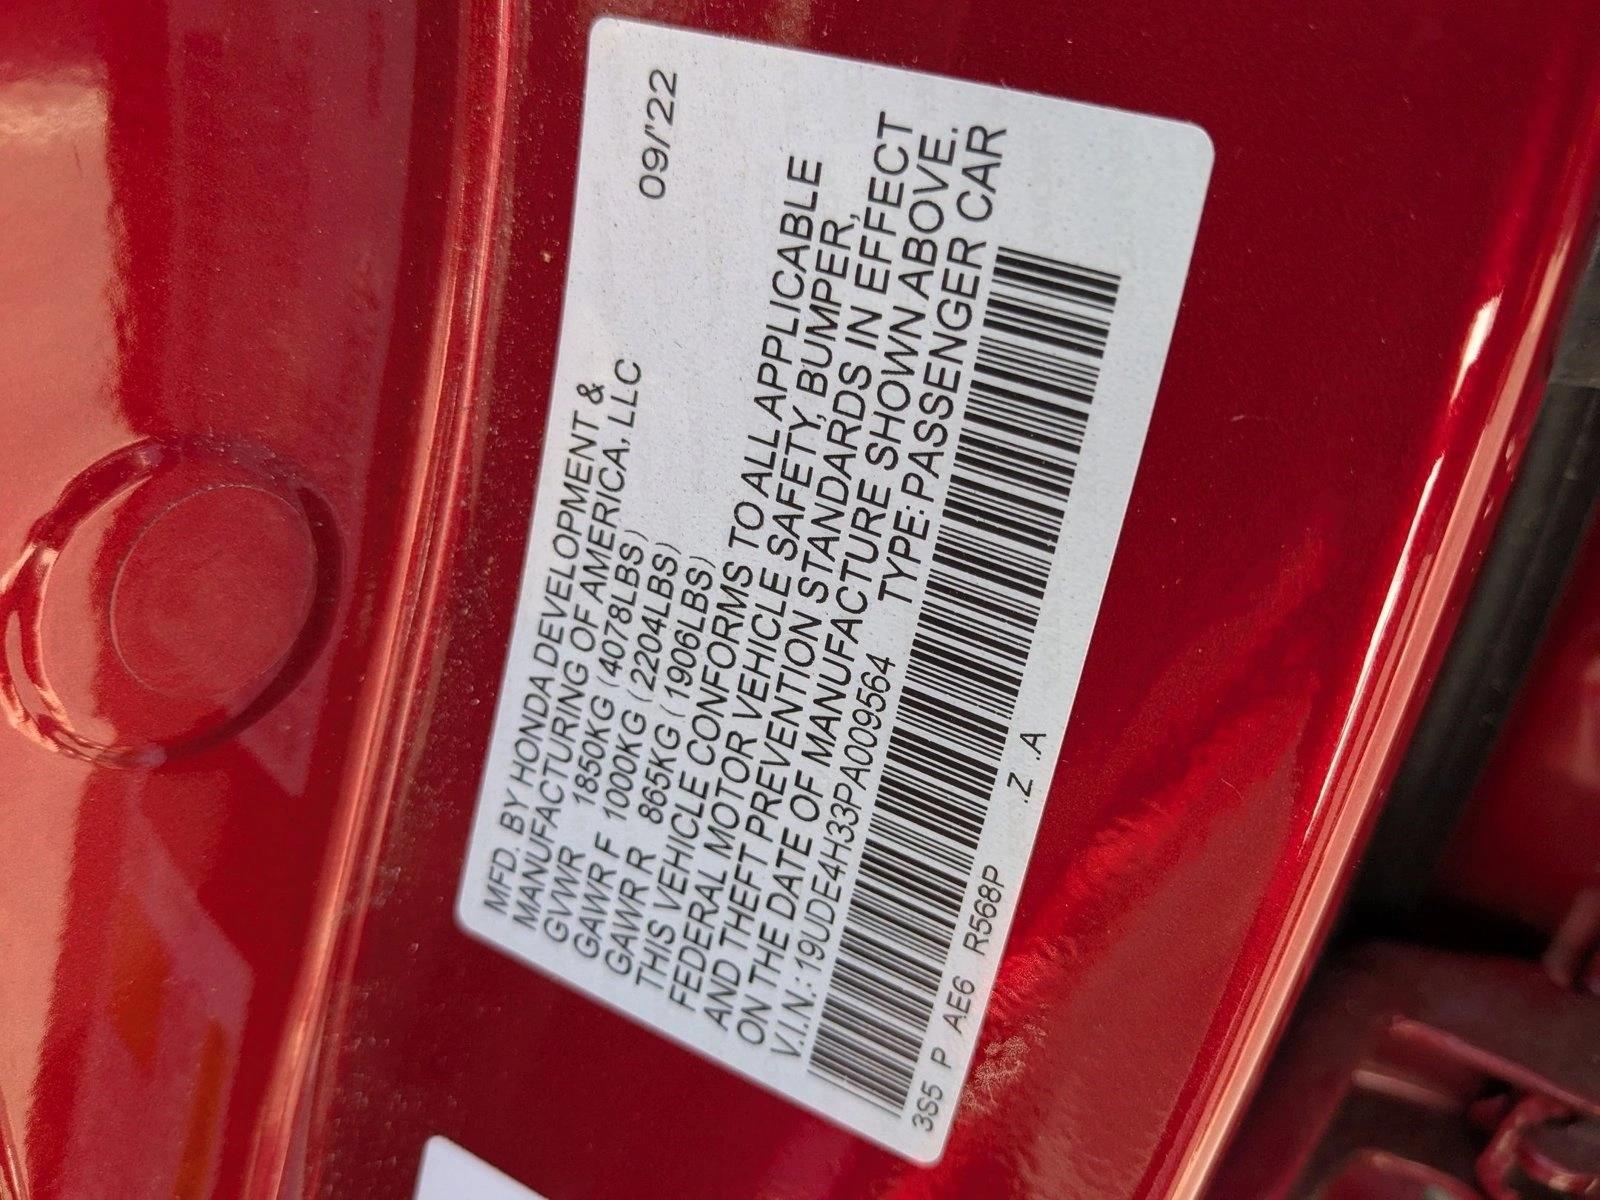 MFD. BY HONDA DEVELOPMENT & 09/'22
MANUFACTURING OF AMERICA, LLC
GVWR 1850KG (4078LBS)
GAWR F 1000KG (2204LBS)
GAWR R 865KG (1906LBS)
THIS VEHICLE CONFORMS TO ALL APPLICABLE
FEDERAL MOTOR VEHICLE SAFETY, BUMPER,
AND THEFT PREVENTION STANDARDS IN EFFECT
ON THE DATE OF MANUFACTURE SHOWN ABOVE.
V.I.N.: 19UDE4H33PA009564 TYPE: PASSENGER CAR
3S5 P AE6 R568P .Z .A